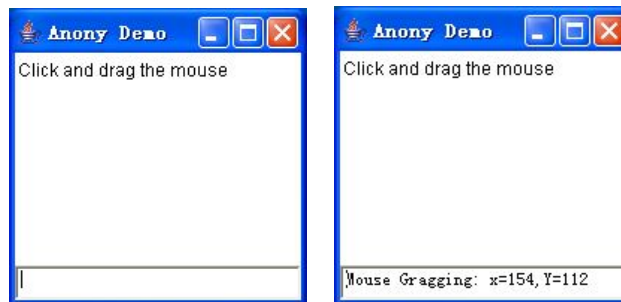 Anony Demo
Click and drag the mouse
Anony Demo
Click and drag the mouse
Mouse Gragging: x=154,Y=112